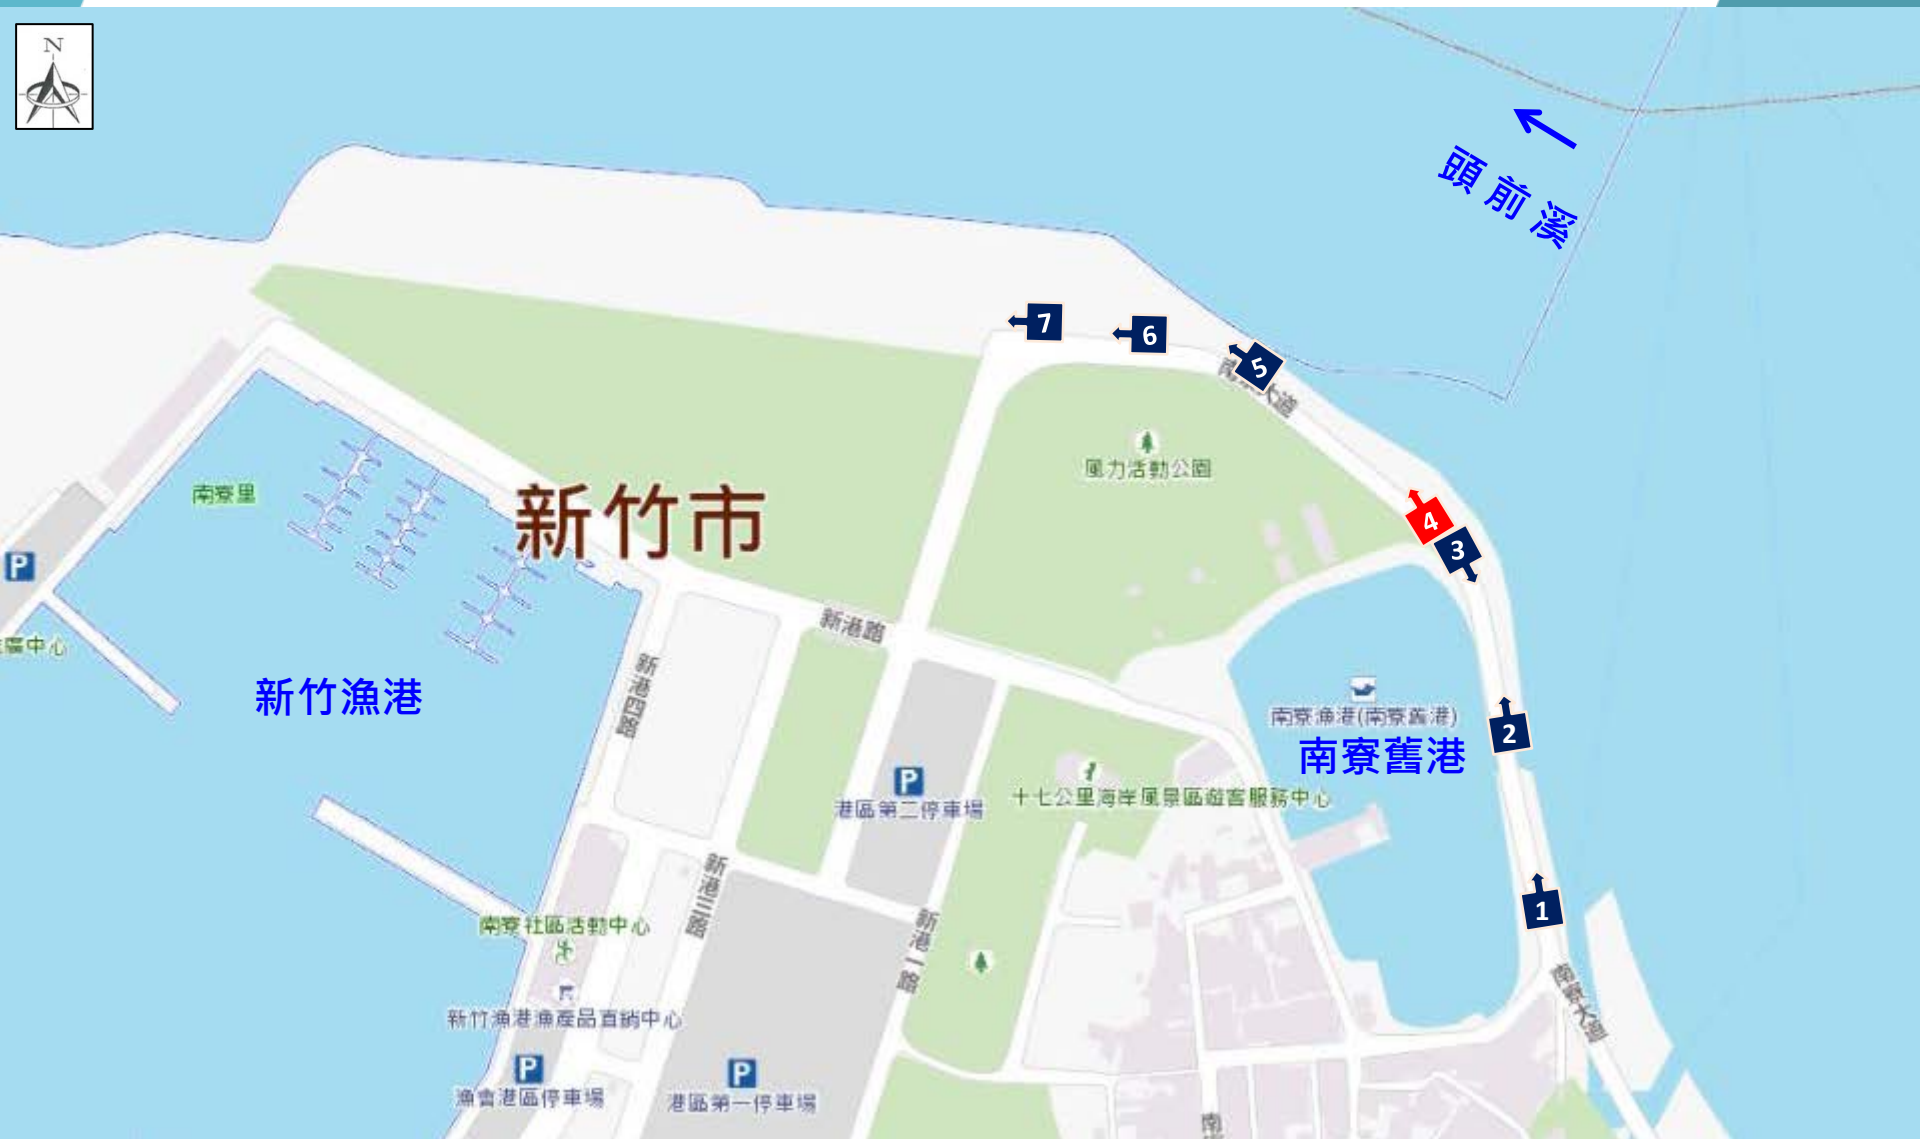 N
頭前溪
7
6
5
南寮大道
風力活動公園
4
3
南寮里
新竹市
P
新港路
新港四路
新竹漁港
南寮漁港(南寮舊港)
南寮舊港
2
P
港區第二停車場
十七公里海岸風景區遊客服務中心
新港三路
1
新港一路
南寮社區活動中心
南寮大道
新竹漁港漁產品直銷中心
P
漁會港區停車場
P
港區第一停車場
南